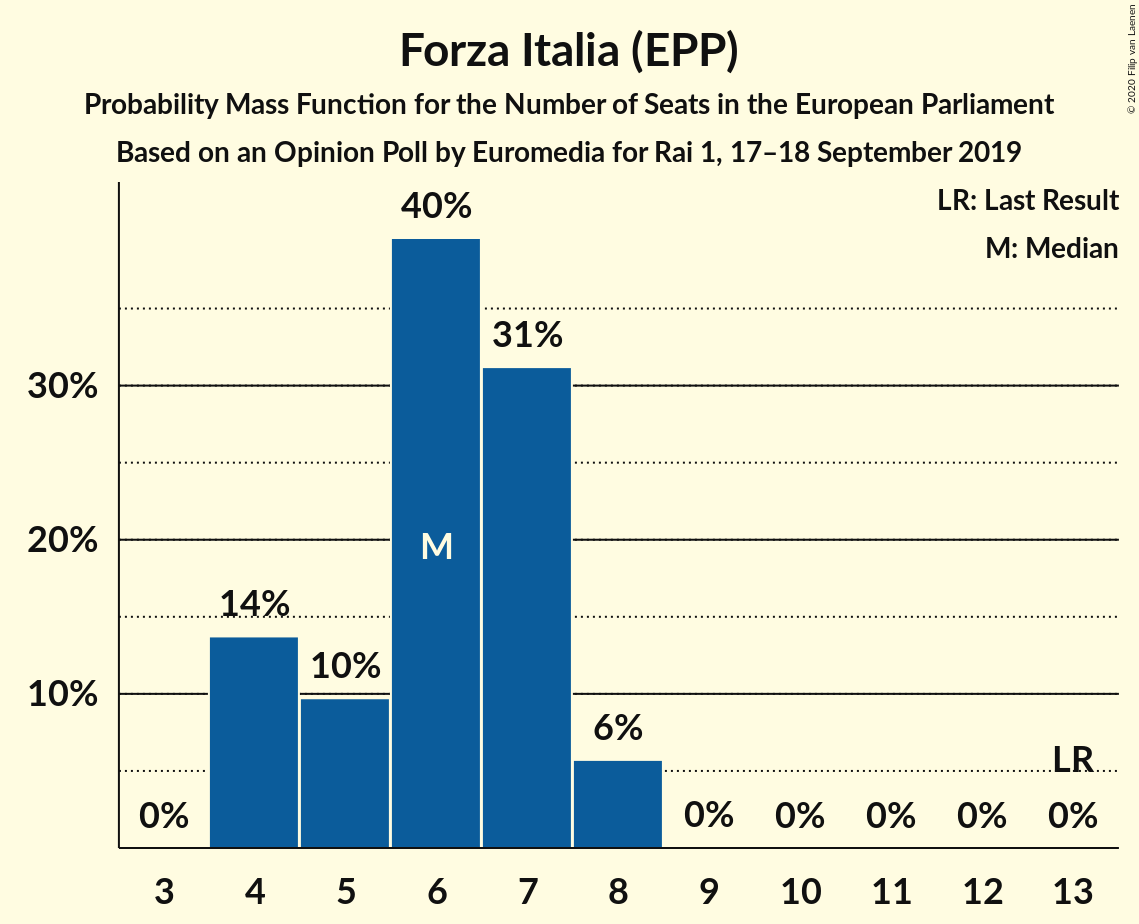 Forza Italia (EPP)
Probability Mass Function for the Number of Seats in the European Parliament
Based on an Opinion Poll by Euromedia for Rai 1, 17–18 September 2019
© 2020 Filip van Laenen
LR: Last Result
M: Median
40%
31%
30%
20%
M
14%
10%
10%
6%
LR
0%
0%
0%
0%
0%
0%
3 4 5 6 7 8 9 10 11 12 13